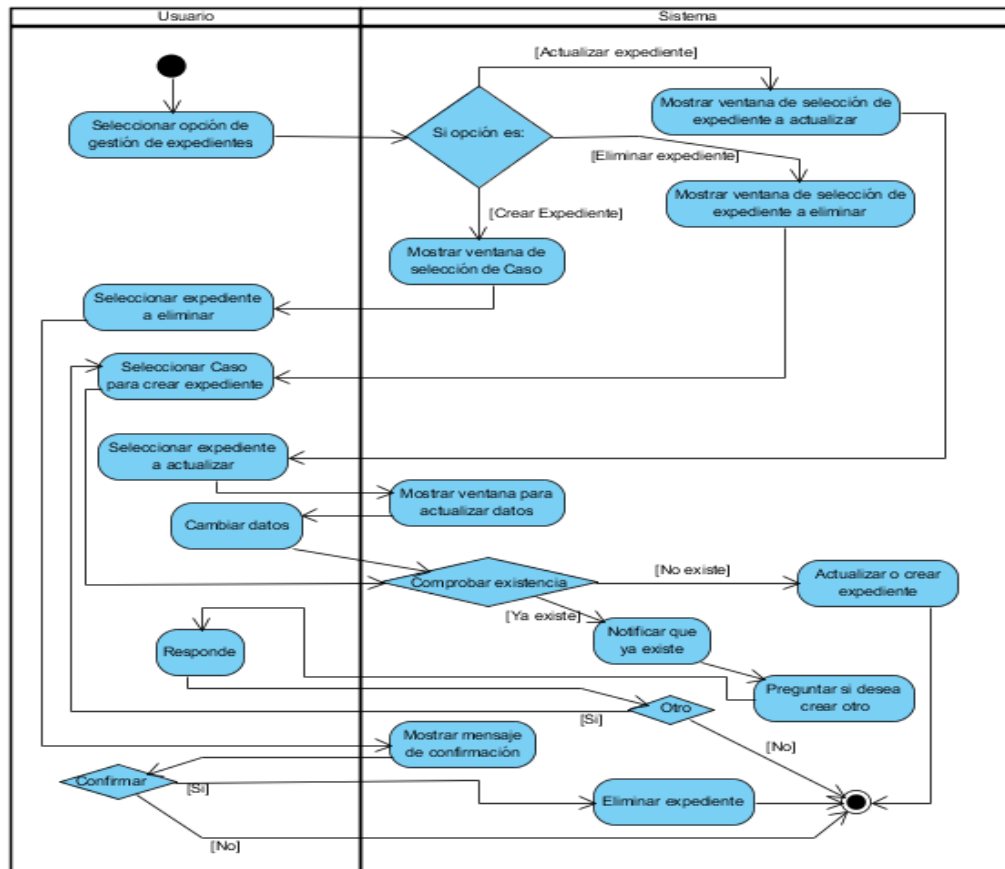 Usuario
Sistema
[Actualizar expediente]
Seleccionar opción de
gestión de expedientes
Si opción es:
Mostrar ventana de selección de
expediente a actualizar
[Eliminar expediente]
Mostrar ventana de selección de
expediente a eliminar
[Crear Expediente]
Mostrar ventana de
selección de Caso
Seleccionar expediente
a eliminar
Seleccionar Caso
para crear expediente
Seleccionar expediente
a actualizar
Mostrar ventana para
actualizar datos
Cambiar datos
Comprobar existencia
[No existe]
Actualizar o crear
expediente
[Ya existe]
Notificar que
ya existe
Responde
Preguntar si desea
crear otro
Otro
[Si]
[No]
Mostrar mensaje
de confirmación
Confirmar
[Si]
Eliminar expediente
[No]